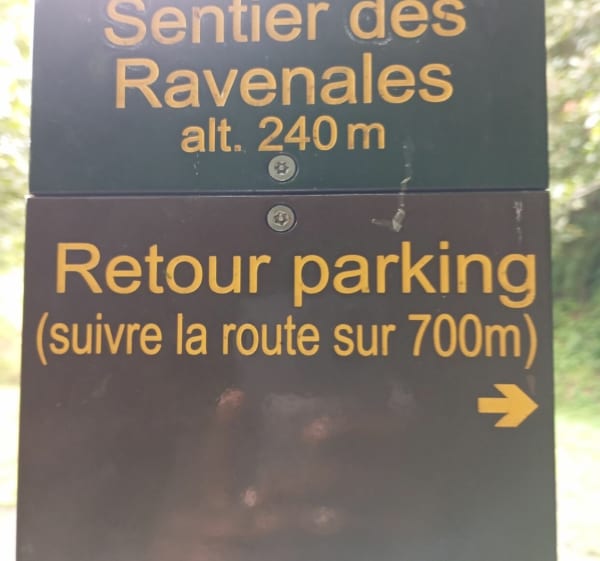 Sentier des
Ravenales
alt. 240 m
Retour parking
(suivre la route sur 700m)